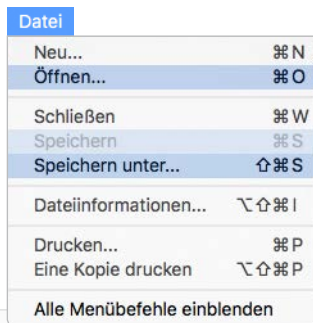 Datei
Neu... ⌘N
Öffnen... ⌘O
Schließen ⌘W
Speichern ⌘S
Speichern unter... ⇧⌘S
Dateiinformationen... ⌥⇧⌘I
Drucken... ⌘P
Eine Kopie drucken ⌥⇧⌘P
Alle Menübefehle einblenden